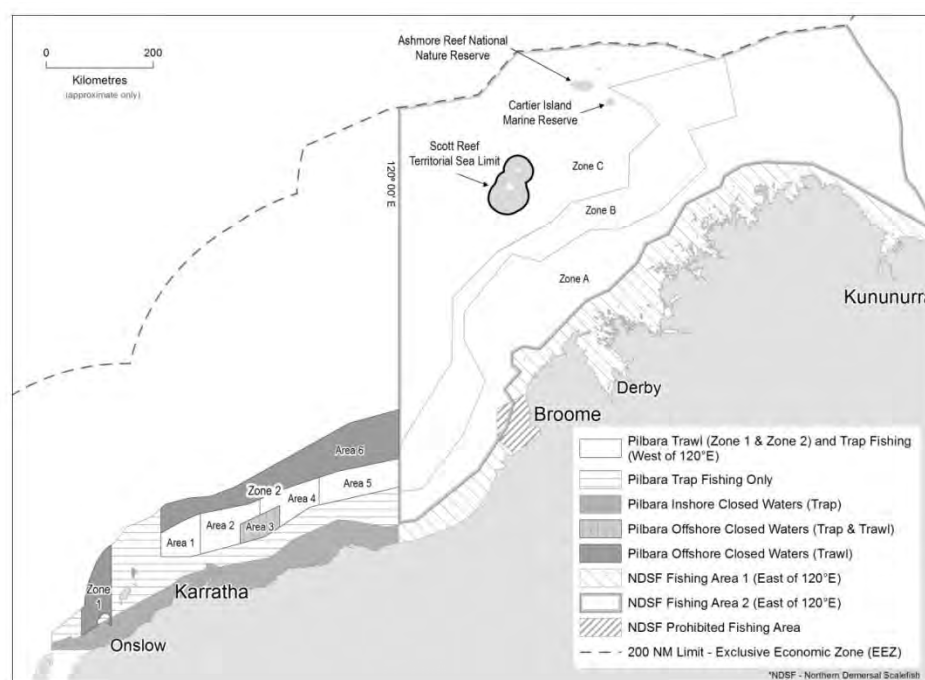 0
200
Kilometres
(approximate only)
Ashmore Reef National
Nature Reserve
Cartier Island
Marine Reserve
Scott Reef
Territorial Sea Limit
120° 00' E
Zone C
Zone B
Zone A
Kununurra
Derby
Broome
Area 6
Zone 2
Area 5
Area 4
Area 3
Area 2
Area 1
Zone
1
Karratha
Onslow
Pilbara Trawl (Zone 1 & Zone 2) and Trap Fishing
(West of 120°E)
Pilbara Trap Fishing Only
Pilbara Inshore Closed Waters (Trap)
Pilbara Offshore Closed Waters (Trap & Trawl)
Pilbara Offshore Closed Waters (Trawl)
NDSF Fishing Area 1 (East of 120°E)
NDSF Fishing Area 2 (East of 120°E)
NDSF Prohibited Fishing Area
200 NM Limit - Exclusive Economic Zone (EEZ)
*NDSF - Northern Demersal Scalefish